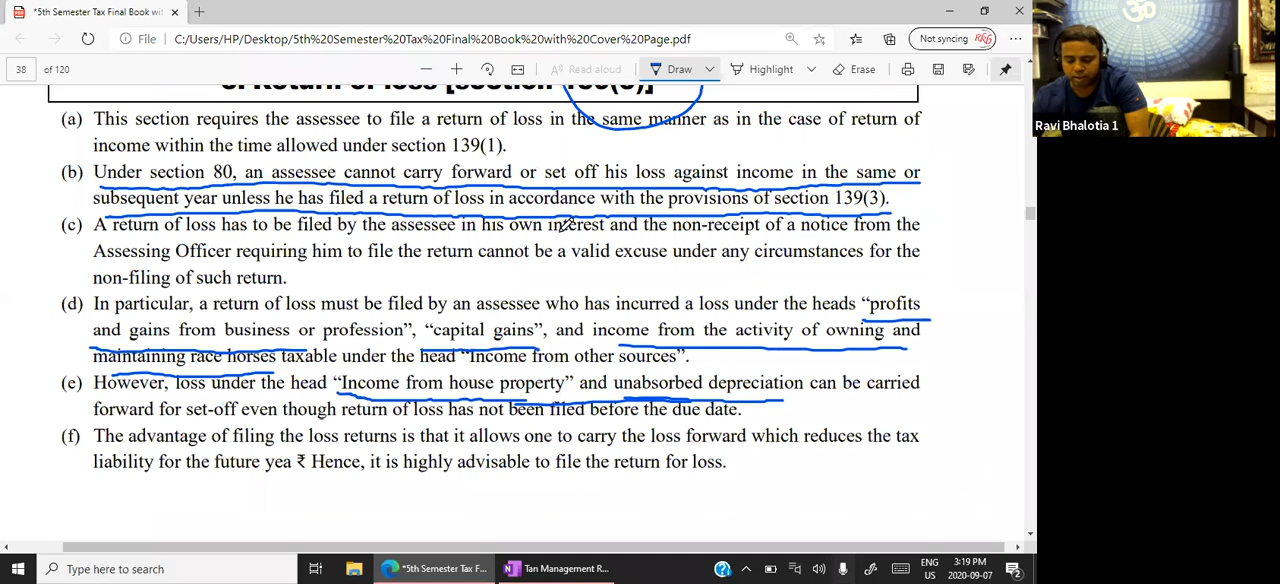 *5th Semester Tax Final Book wit
File C:/Users/HP/Desktop/5th%20Semester%20Tax%20Final%20Book%20with%20Cover%20Page.pdf Not syncing
38 of 120 Read aloud Draw Highlight Erase
Ravi Bhalotia 1
(a) This section requires the assessee to file a return of loss in the same manner as in the case of return of
income within the time allowed under section 139(1).
(b) Under section 80, an assessee cannot carry forward or set off his loss against income in the same or
subsequent year unless he has filed a return of loss in accordance with the provisions of section 139(3).
(c) A return of loss has to be filed by the assessee in his own interest and the non-receipt of a notice from the
Assessing Officer requiring him to file the return cannot be a valid excuse under any circumstances for the
non-filing of such return.
(d) In particular, a return of loss must be filed by an assessee who has incurred a loss under the heads “profits
and gains from business or profession”, “capital gains”, and income from the activity of owning and
maintaining race horses taxable under the head “Income from other sources”.
(e) However, loss under the head “Income from house property” and unabsorbed depreciation can be carried
forward for set-off even though return of loss has not been filed before the due date.
(f) The advantage of filing the loss returns is that it allows one to carry the loss forward which reduces the tax
liability for the future yea ₹ Hence, it is highly advisable to file the return for loss.
Type here to search
*5th Semester Tax F...
Tan Management R...
ENG
US
3:19 PM
2020-09-07
2